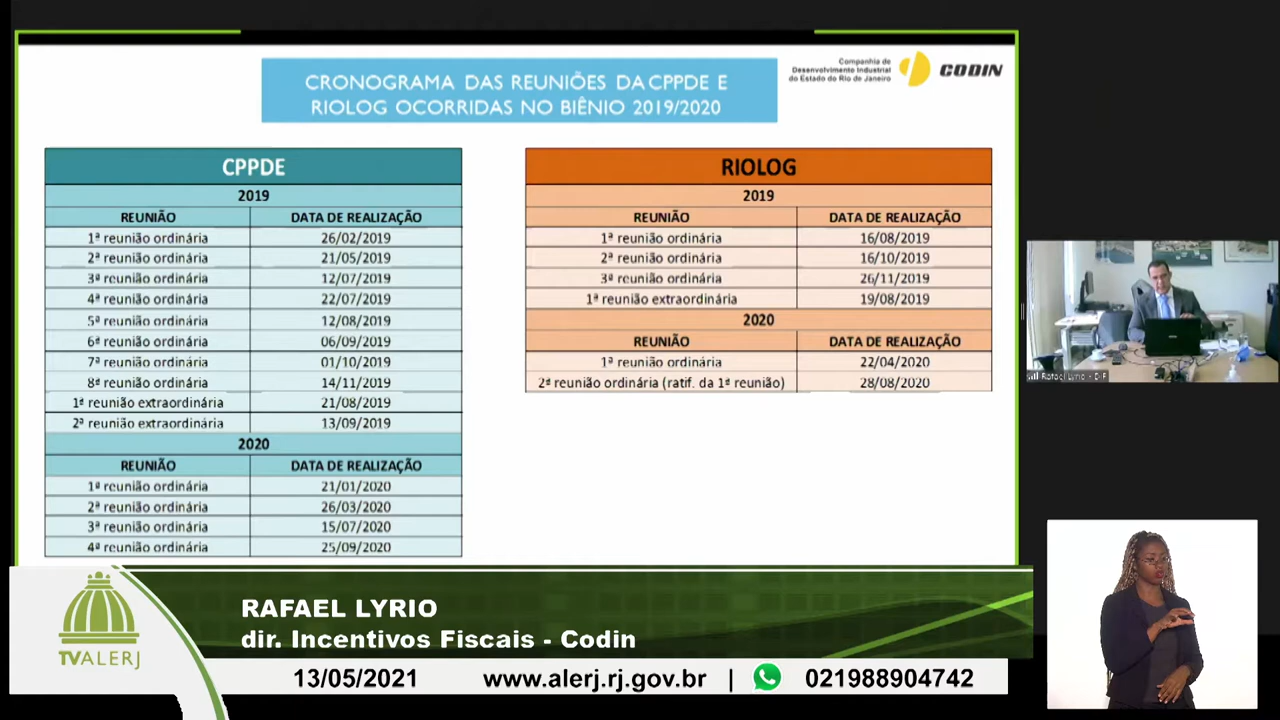 CRONOGRAMA DAS REUNIÕES DA CPPDE E
RIOLOG OCORRIDAS NO BIÊNIO 2019/2020
Companhia de
Desenvolvimento Industrial
do Estado do Rio de Janeiro
CODIN
CPPDE
2019
REUNIÃO DATA DE REALIZAÇÃO
1ª reunião ordinária 26/02/2019
2ª reunião ordinária 21/05/2019
3ª reunião ordinária 12/07/2019
4ª reunião ordinária 22/07/2019
5ª reunião ordinária 12/08/2019
6ª reunião ordinária 06/09/2019
7ª reunião ordinária 01/10/2019
8ª reunião ordinária 14/11/2019
1ª reunião extraordinária 21/08/2019
2ª reunião extraordinária 13/09/2019
2020
REUNIÃO DATA DE REALIZAÇÃO
1ª reunião ordinária 21/01/2020
2ª reunião ordinária 26/03/2020
3ª reunião ordinária 15/07/2020
4ª reunião ordinária 25/09/2020
RIOLOG
2019
REUNIÃO DATA DE REALIZAÇÃO
1ª reunião ordinária 16/08/2019
2ª reunião ordinária 16/10/2019
3ª reunião ordinária 26/11/2019
1ª reunião extraordinária 19/08/2019
2020
REUNIÃO DATA DE REALIZAÇÃO
1ª reunião ordinária 22/04/2020
2ª reunião ordinária (ratif. da 1ª reunião) 28/08/2020
Rafael Lyrio - DIF
RAFAEL LYRIO
dir. Incentivos Fiscais - Codin
TVALERJ
13/05/2021 www.alerj.rj.gov.br | 021988904742